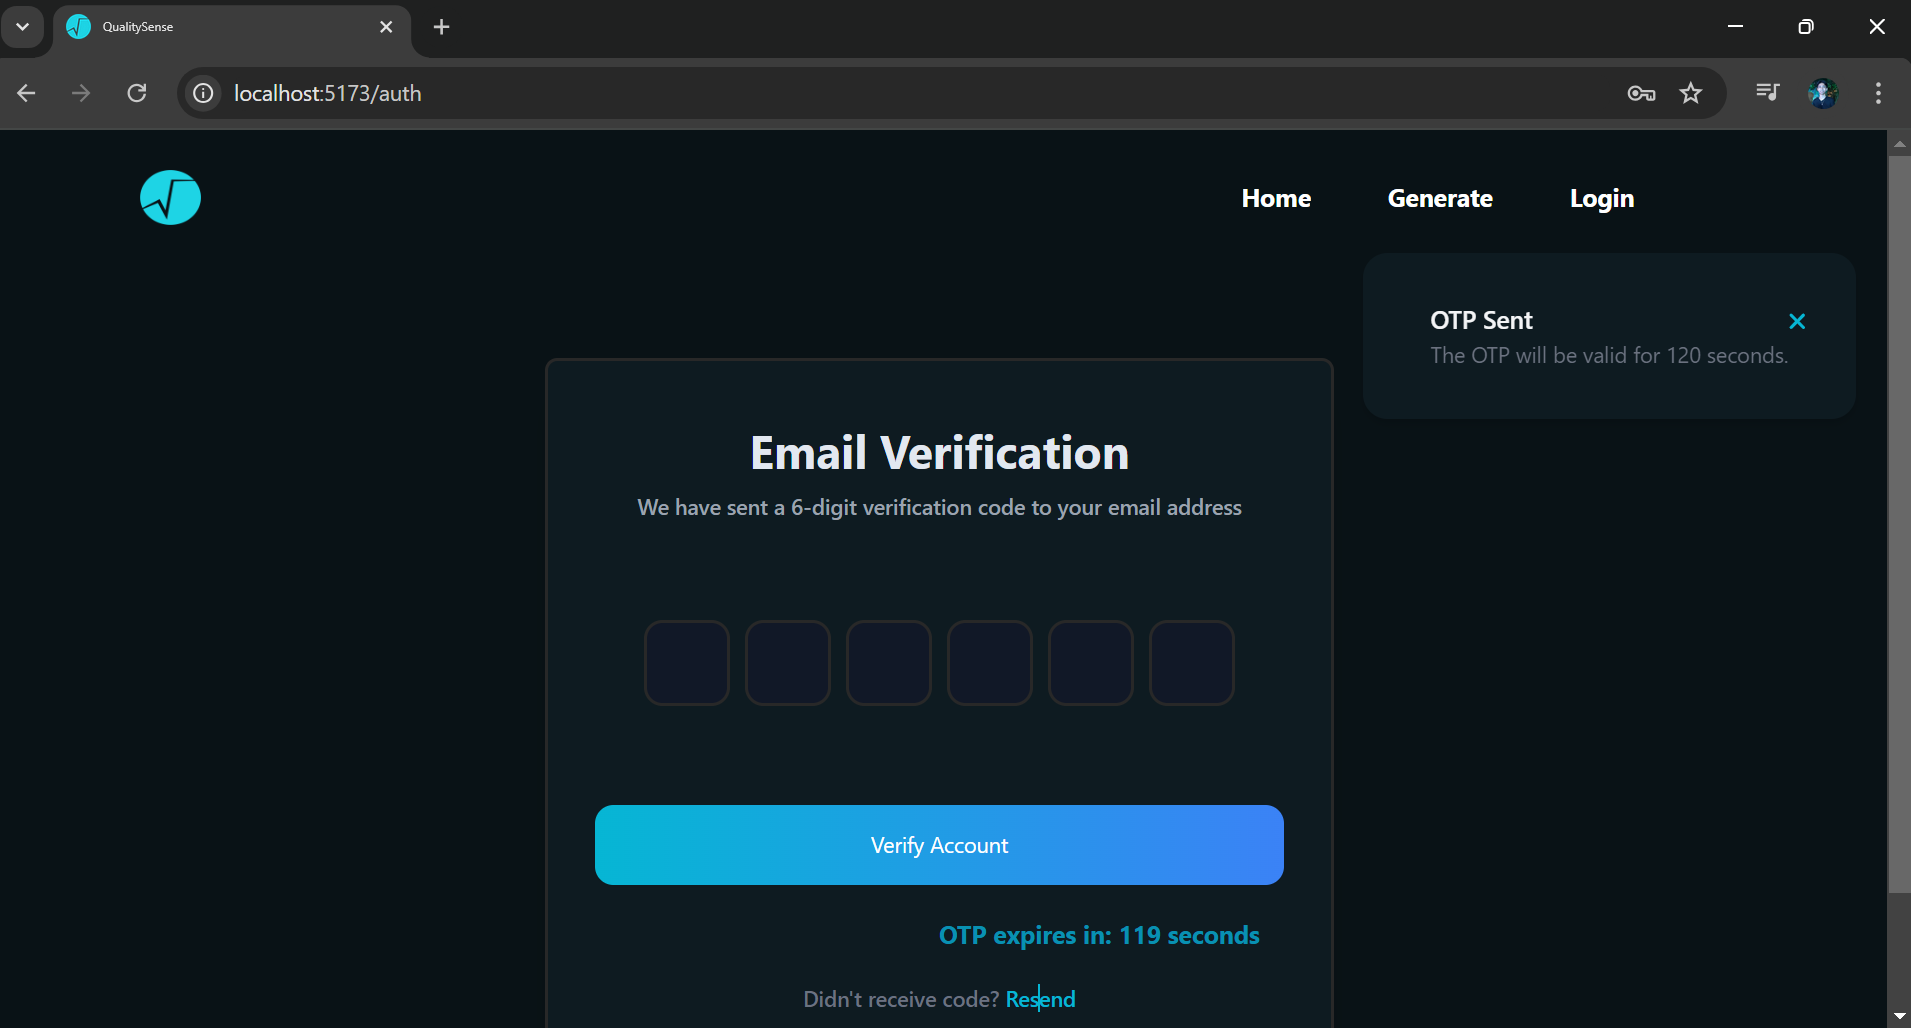 QualitySense
localhost:5173/auth
Home Generate Login
OTP Sent
The OTP will be valid for 120 seconds.
Email Verification
We have sent a 6-digit verification code to your email address
Verify Account
OTP expires in: 119 seconds
Didn't receive code? Resend